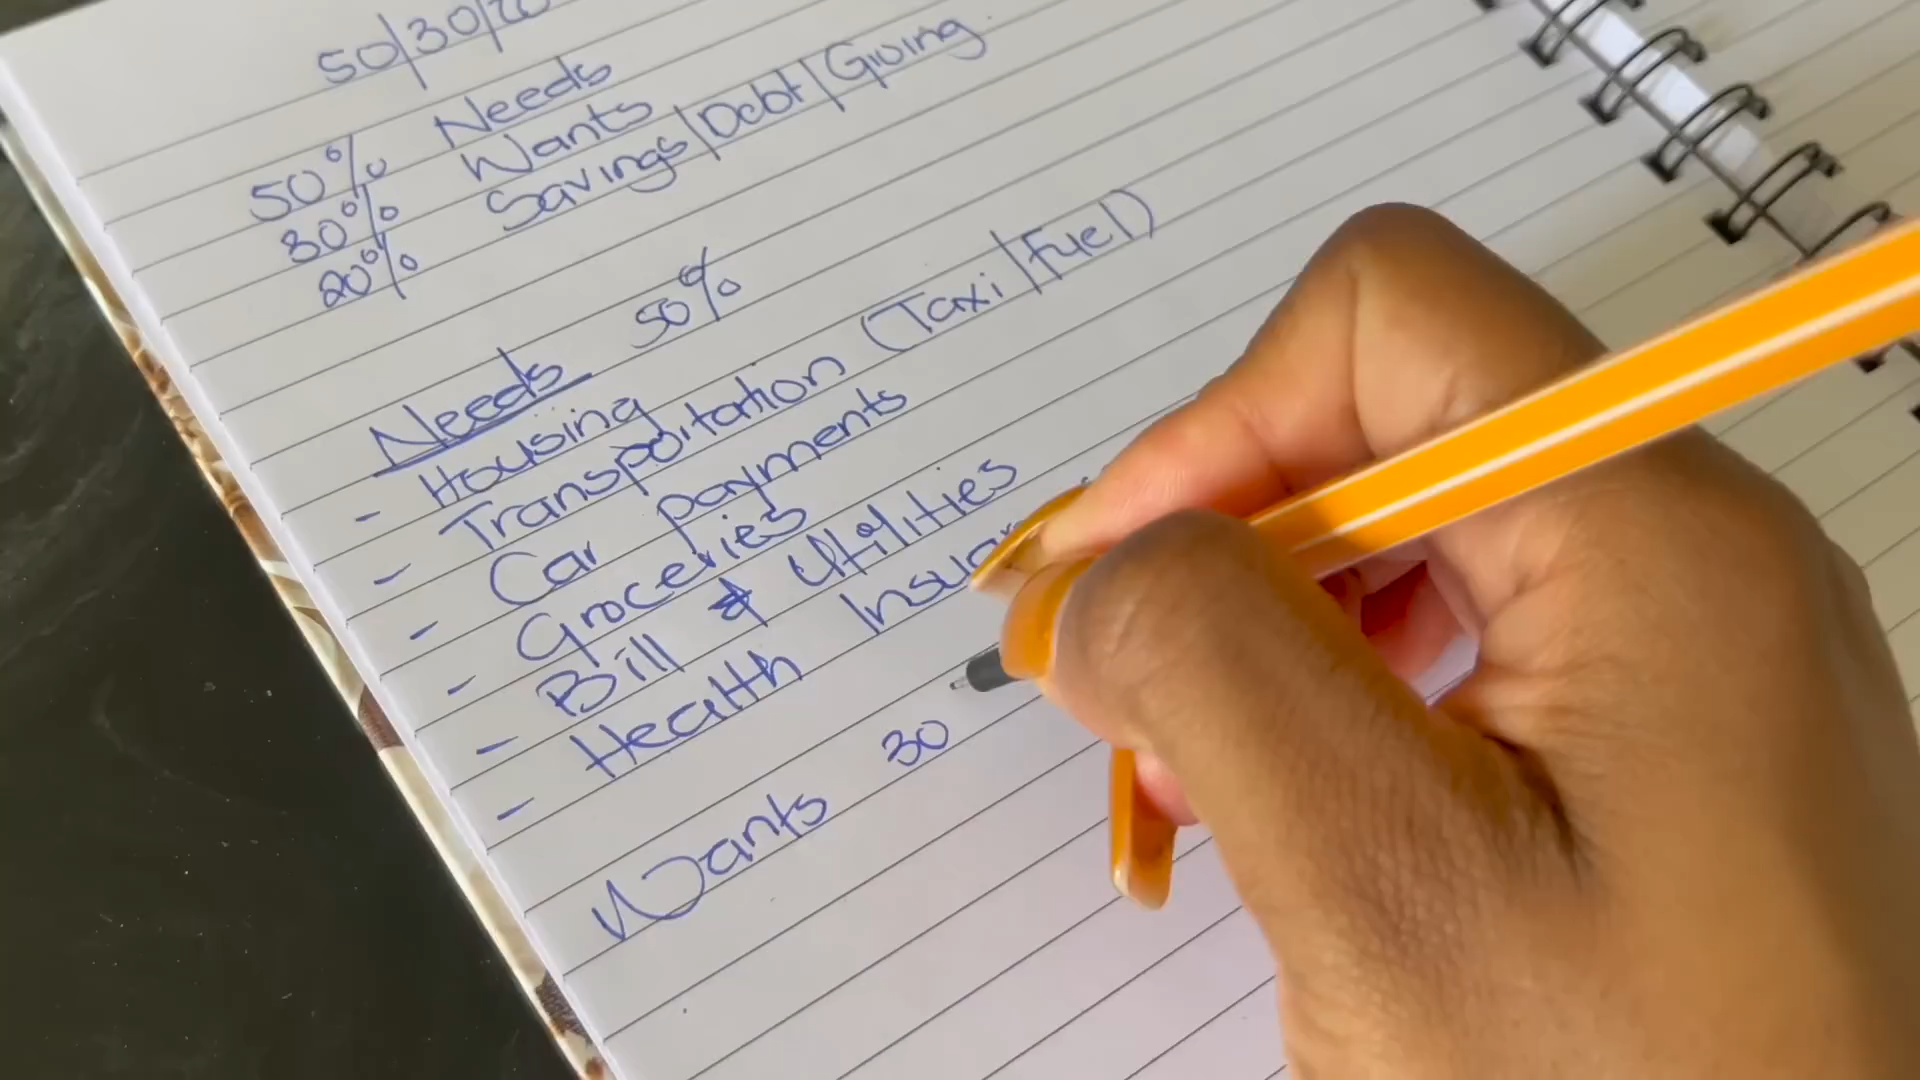 50|30|20
50% Needs
30% Wants
20% Savings|Debt|Giving
Needs 50%
- Housing
- Transportation (Taxi|Fuel)
- Car payments
- Groceries
- Bill & Utilities
- Health
Wants 30